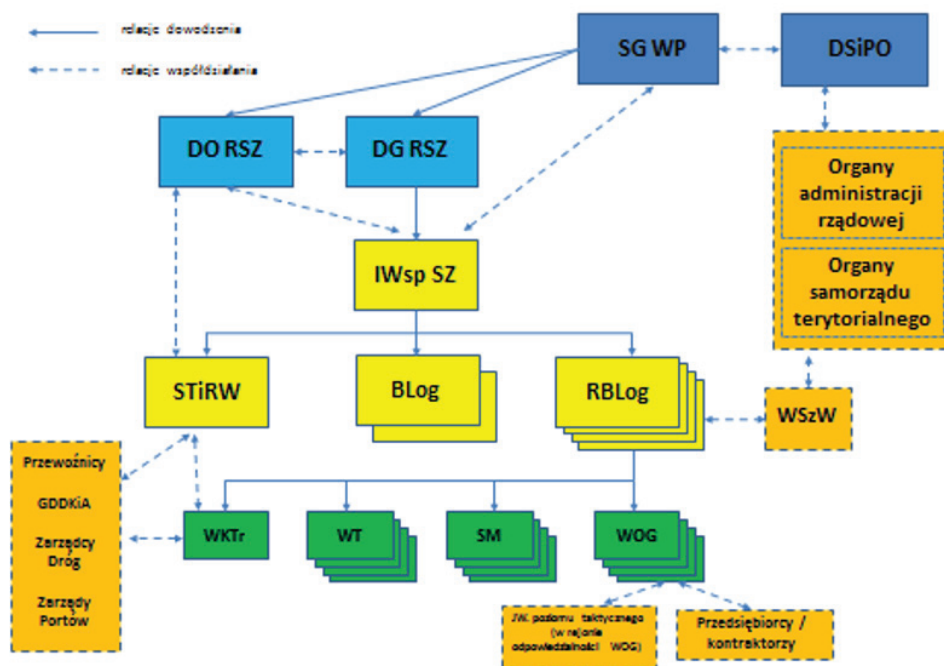 relacje dowodzenia
relacje współdziałania
SG WP
DSiPO
DO RSZ
DG RSZ
Organy
administracji
rządowej
Organy
samorządu
terytorialnego
IWsp SZ
STiRW
BLog
RBLog
WSzW
Przewoźnicy
GDDKiA
Zarządcy
Dróg
Zarządy
Portów
WKTr
WT
SM
WOG
JW. poziomu taktycznego
(w rejonie
odpowiedzialności WOG)
Przedsiębiorcy /
kontraktorzy